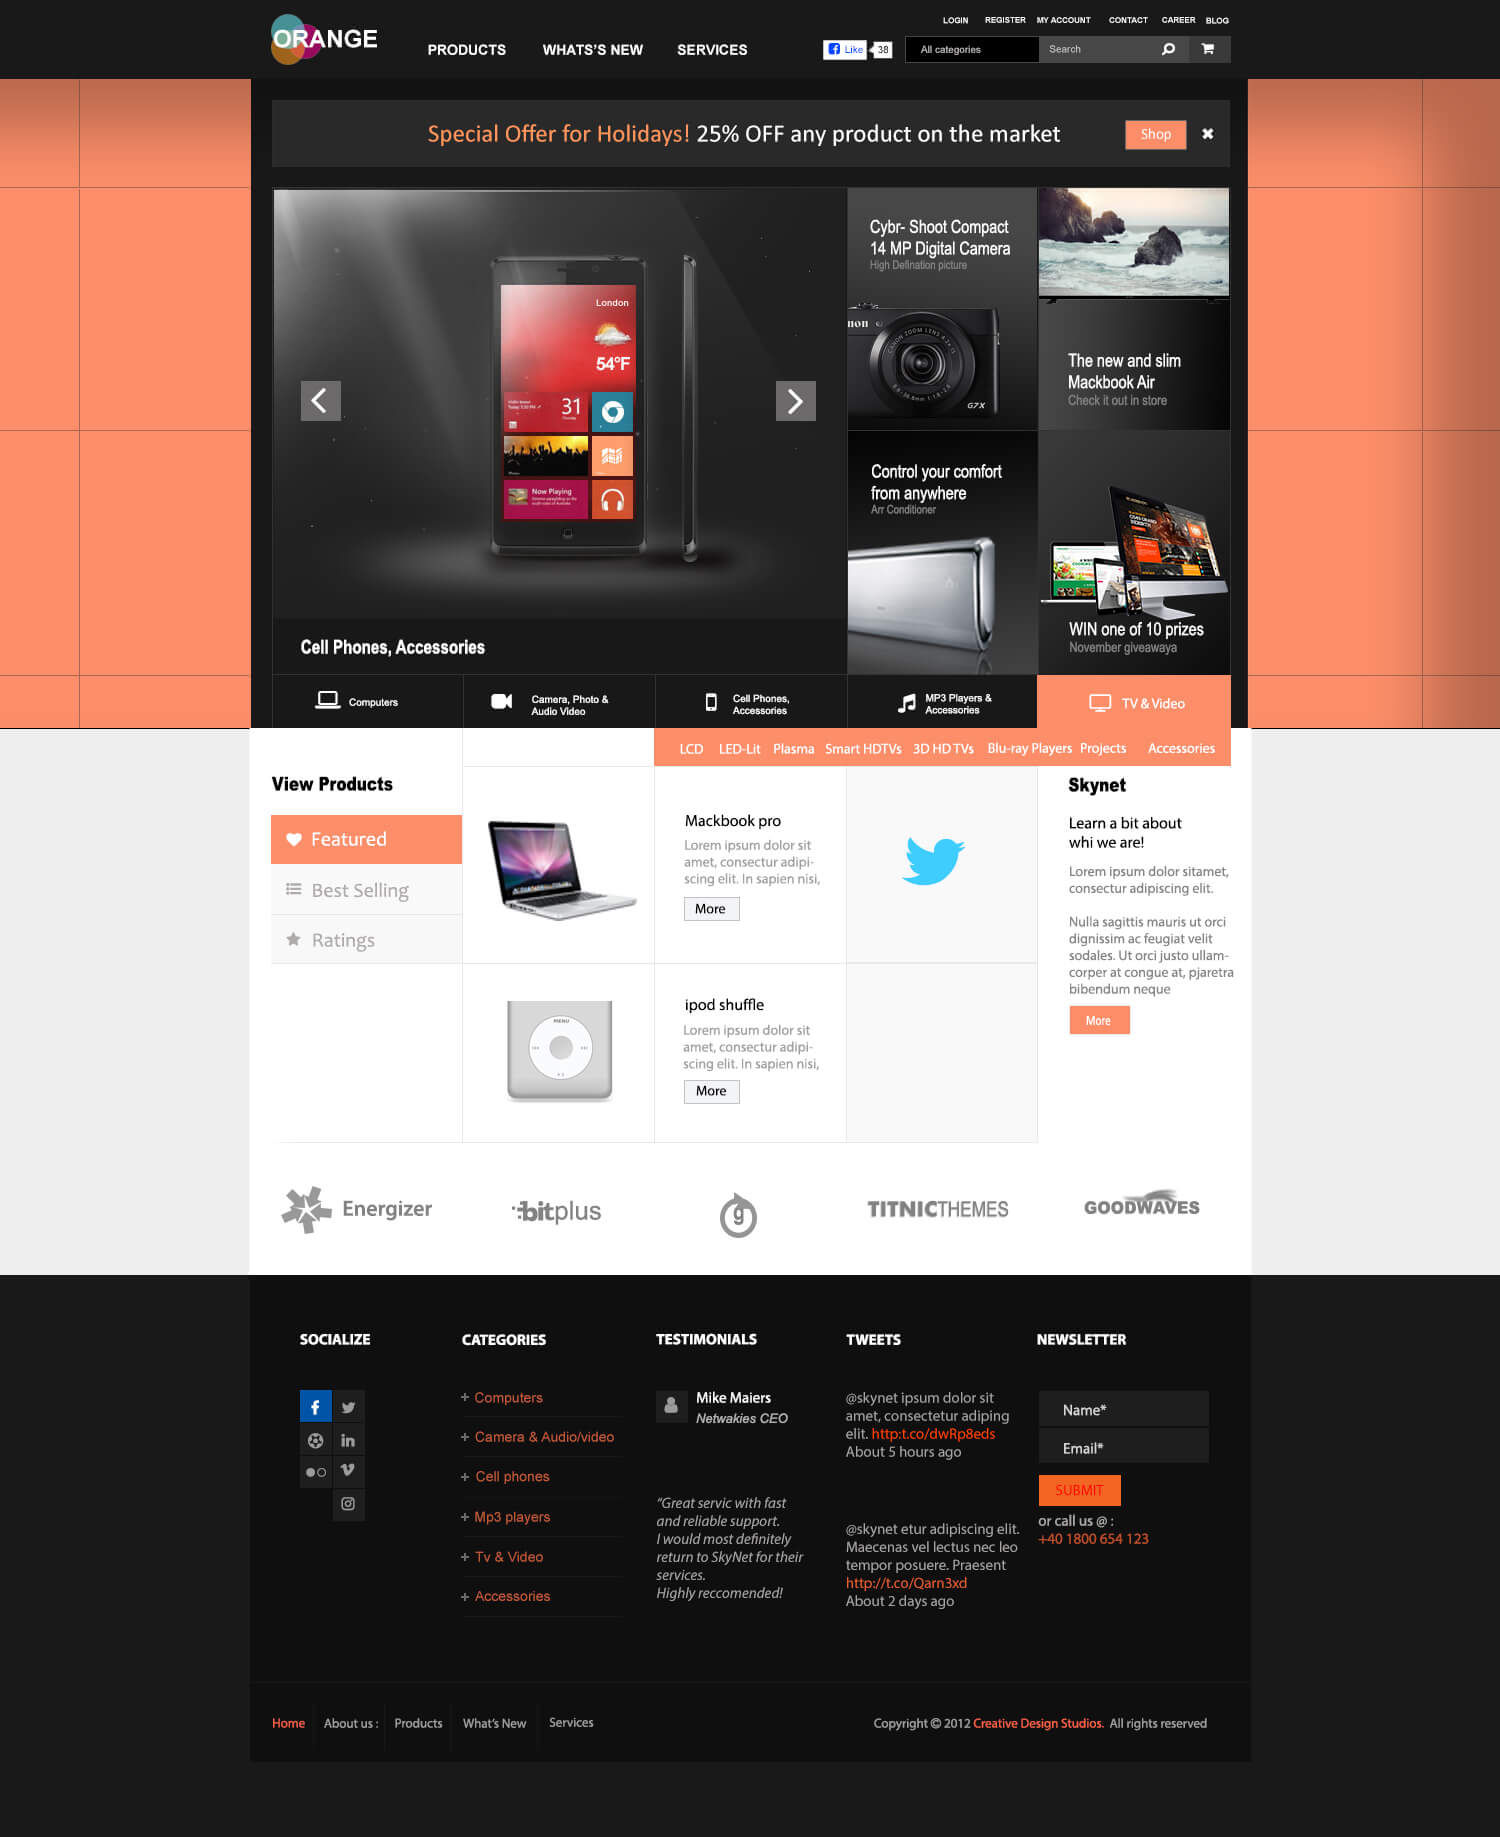 ORANGE
PRODUCTS
WHATS'S NEW
SERVICES
LOGIN
REGISTER
MY ACCOUNT
CONTACT
CAREER
BLOG
Like
38
All categories
Search
Special Offer for Holidays! 25% OFF any product on the market
Shop
London
54°F
31
Now Playing
Cell Phones, Accessories
Cybr- Shoot Compact
14 MP Digital Camera
High Defination picture
CANON ZOOM LENS
G7X
The new and slim
Mackbook Air
Check it out in store
Control your comfort
from anywhere
Arr Conditioner
WIN one of 10 prizes
November giveawaya
Computers
Camera, Photo &
Audio Video
Cell Phones,
Accessories
MP3 Players &
Accessories
TV & Video
LCD
LED-Lit
Plasma
Smart HDTVs
3D HD TVs
Blu-ray Players
Projects
Accessories
View Products
Featured
Best Selling
Ratings
Mackbook pro
Lorem ipsum dolor sit
amet, consectur adipi-
scing elit. In sapien nisi,
More
MENU
ipod shuffle
Lorem ipsum dolor sit
amet, consectur adipi-
scing elit. In sapien nisi,
More
Skynet
Learn a bit about
whi we are!
Lorem ipsum dolor sitamet,
consectur adipiscing elit.
Nulla sagittis mauris ut orci
dignissim ac feugiat velit
sodales. Ut orci justo ullam-
corper at congue at, pjaretra
bibendum neque
More
Energizer
bitplus
g
TITNICTHEMES
GOODWAVES
SOCIALIZE
CATEGORIES
Computers
Camera & Audio/video
Cell phones
Mp3 players
Tv & Video
Accessories
TESTIMONIALS
Mike Maiers
Netwakies CEO
“Great servic with fast
and reliable support.
I would most definitely
return to SkyNet for their
services.
Highly reccomended!
TWEETS
@skynet ipsum dolor sit
amet, consectetur adiping
elit. http:t.co/dwRp8eds
About 5 hours ago
@skynet etur adipiscing elit.
Maecenas vel lectus nec leo
tempor posuere. Praesent
http://t.co/Qarn3xd
About 2 days ago
NEWSLETTER
Name*
Email*
SUBMIT
or call us @ :
+40 1800 654 123
Home
About us :
Products
What's New
Services
Copyright © 2012 Creative Design Studios. All rights reserved